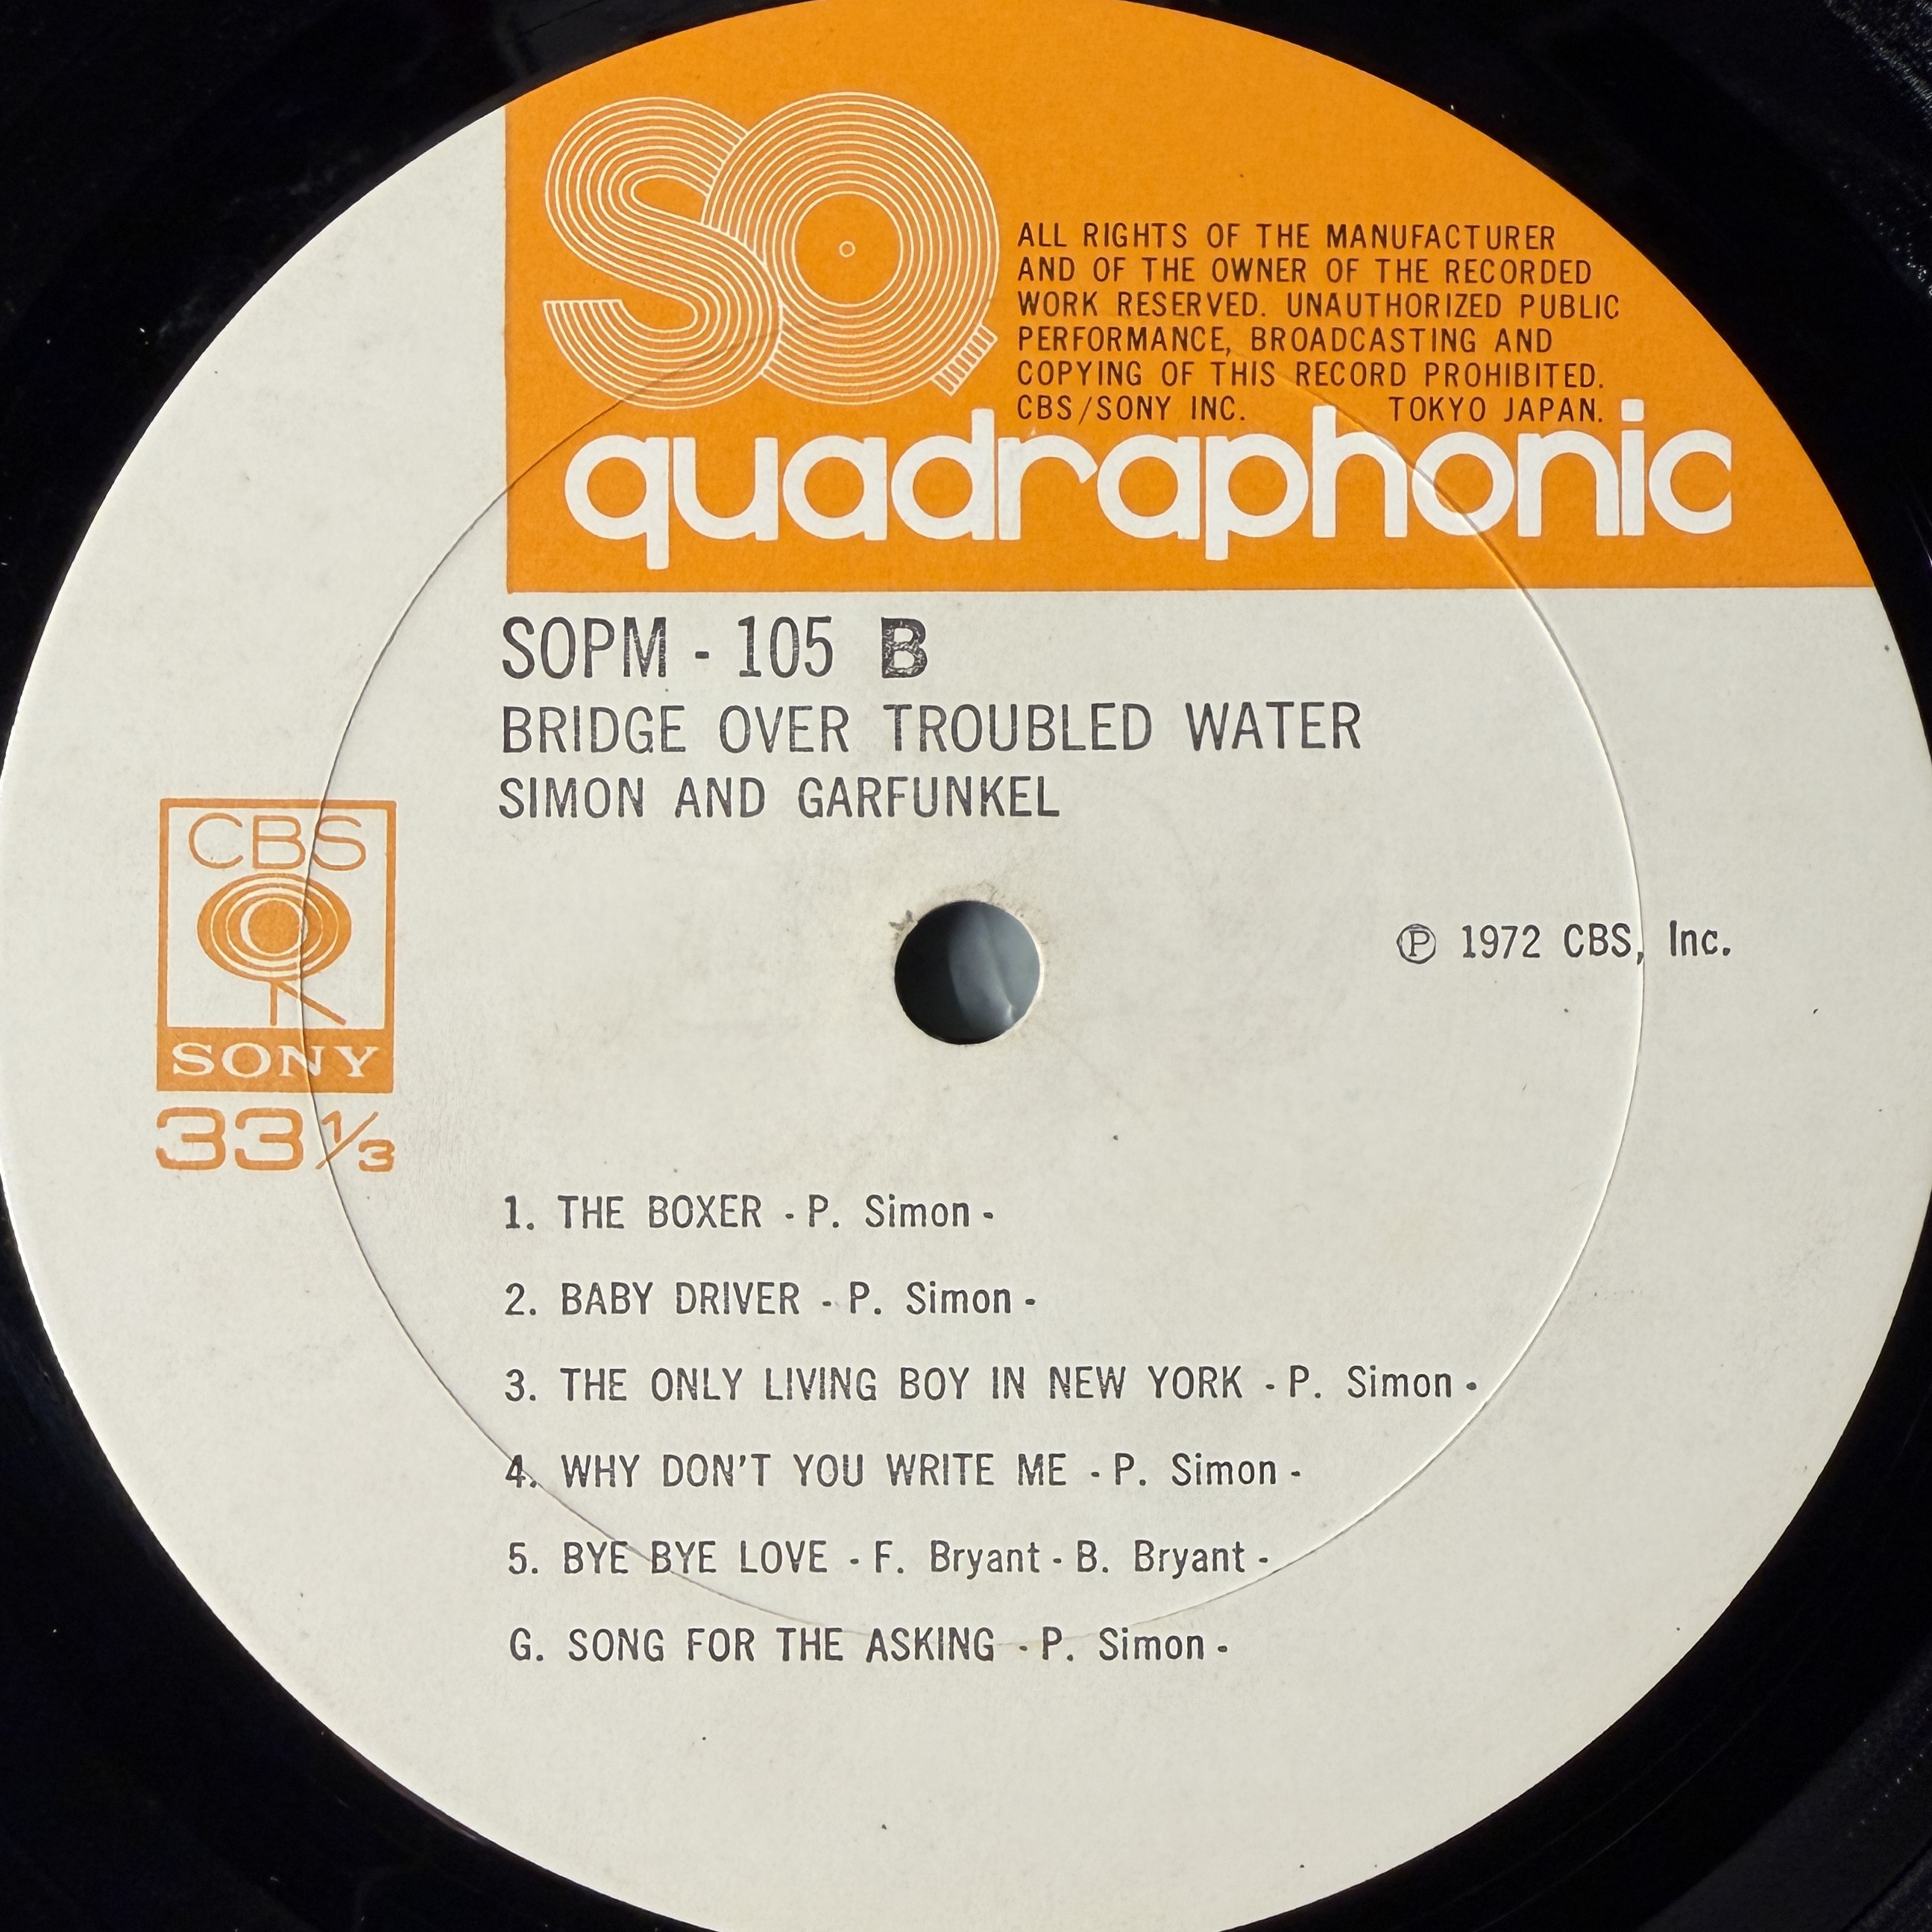 SQ
ALL RIGHTS OF THE MANUFACTURER
AND OF THE OWNER OF THE RECORDED
WORK RESERVED. UNAUTHORIZED PUBLIC
PERFORMANCE, BROADCASTING AND
COPYING OF THIS RECORD PROHIBITED.
CBS/SONY INC. TOKYO JAPAN.
quadraphonic
SOPM - 105 B
BRIDGE OVER TROUBLED WATER
SIMON AND GARFUNKEL
CBS
SONY
33⅓
Ⓟ 1972 CBS, Inc.
1. THE BOXER - P. Simon -
2. BABY DRIVER - P. Simon -
3. THE ONLY LIVING BOY IN NEW YORK - P. Simon -
4. WHY DON'T YOU WRITE ME - P. Simon -
5. BYE BYE LOVE - F. Bryant - B. Bryant -
G. SONG FOR THE ASKING - P. Simon -